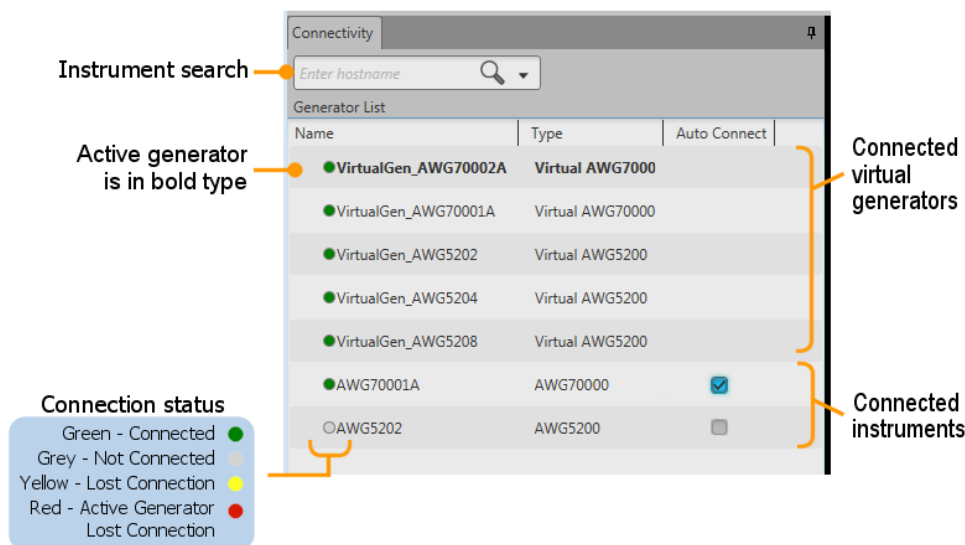 Connectivity
Instrument search
Enter hostname
Generator List
Name Type Auto Connect
Active generator
is in bold type
VirtualGen_AWG70002A Virtual AWG7000
VirtualGen_AWG70001A Virtual AWG70000
VirtualGen_AWG5202 Virtual AWG5200
VirtualGen_AWG5204 Virtual AWG5200
VirtualGen_AWG5208 Virtual AWG5200
Connected
virtual
generators
AWG70001A AWG70000
AWG5202 AWG5200
Connected
instruments
Connection status
Green - Connected
Grey - Not Connected
Yellow - Lost Connection
Red - Active Generator
Lost Connection